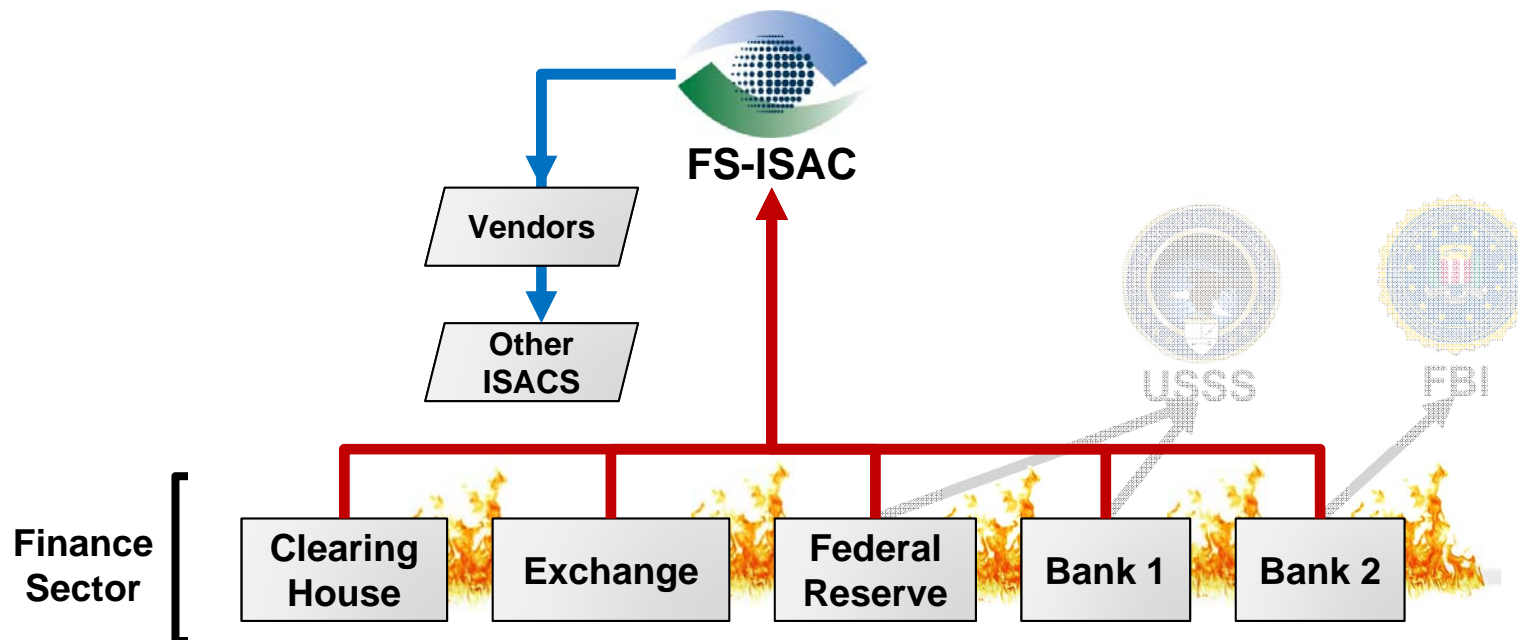 FS-ISAC
Vendors
Other
ISACS
USSS
FBI
Finance
Sector
Clearing
House
Exchange
Federal
Reserve
Bank 1
Bank 2